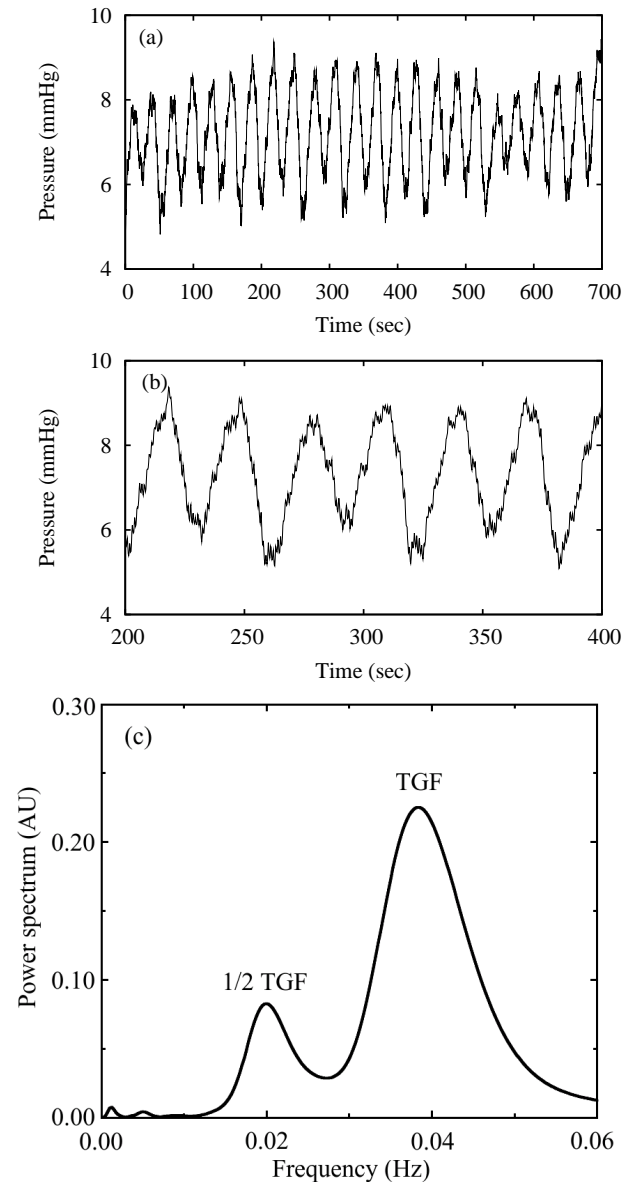 (a)
Pressure (mmHg)
10
8
6
4
0 100 200 300 400 500 600 700
Time (sec)
(b)
Pressure (mmHg)
10
8
6
4
200 250 300 350 400
Time (sec)
(c)
Power spectrum (AU)
0.30
0.20
0.10
0.00
TGF
1/2 TGF
0.00 0.02 0.04 0.06
Frequency (Hz)